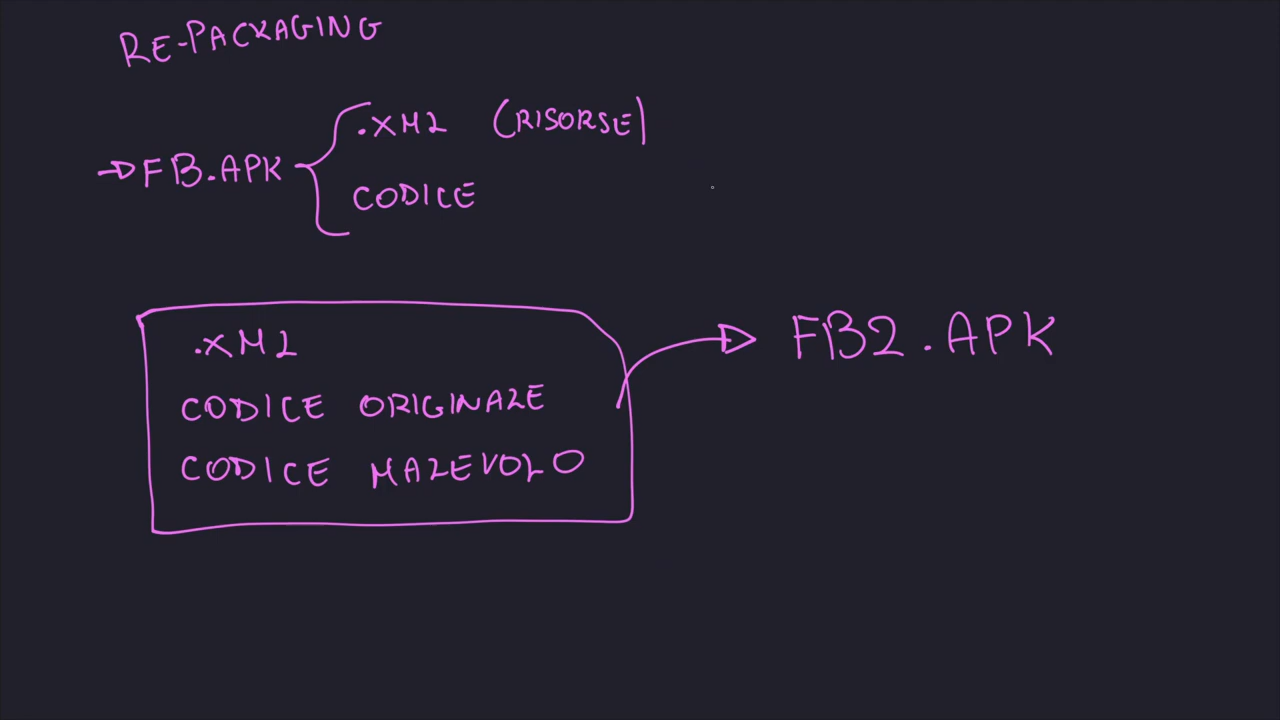 RE-PACKAGING
.XML (RISORSE)
FB.APK
CODICE
.XML
FB2.APK
CODICE ORIGINALE
CODICE MALEVOLO